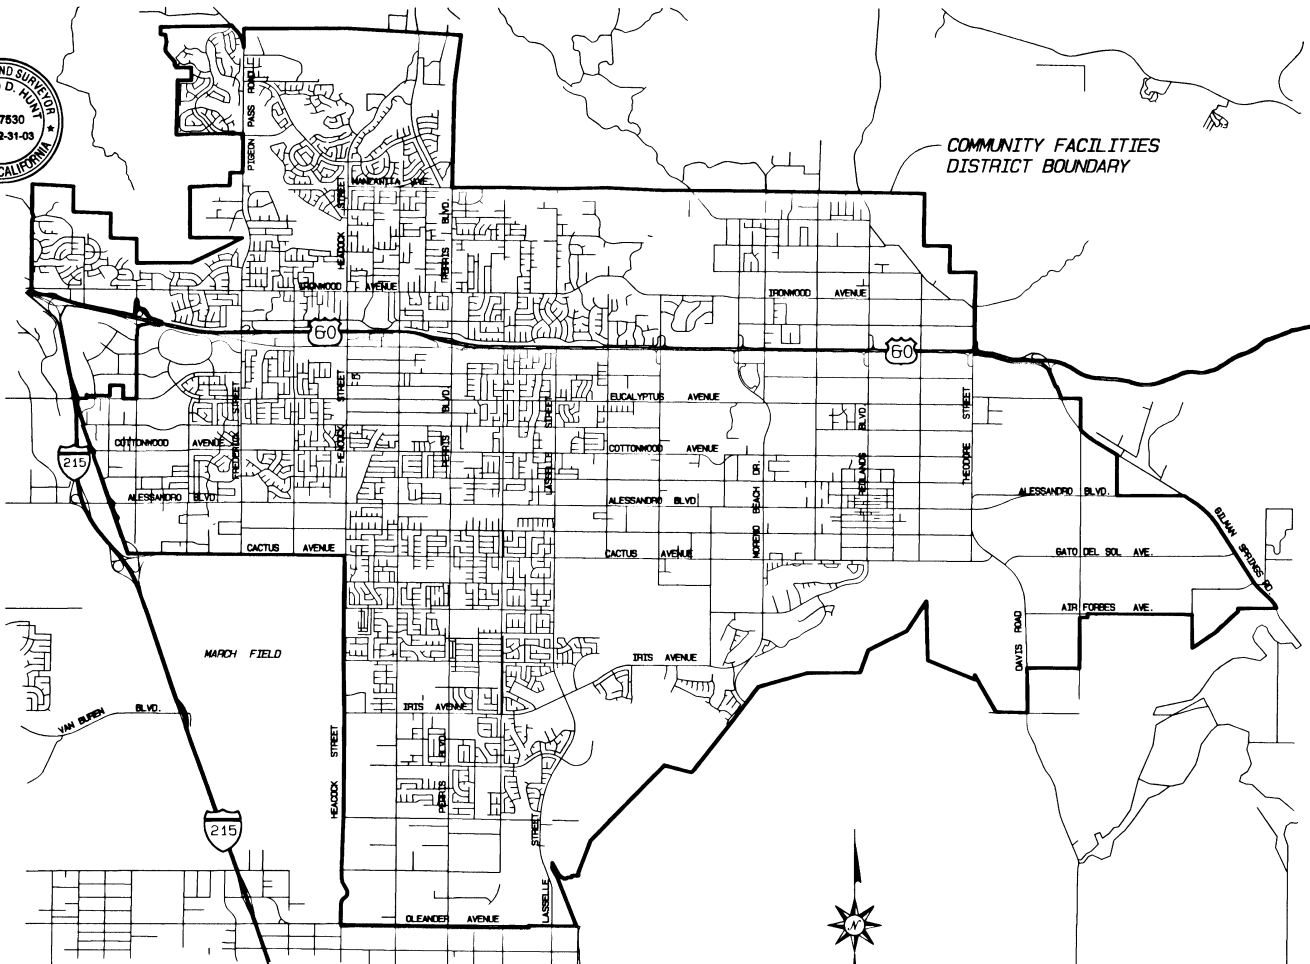 ND SURVEYOR
D D. HUNT
7530
2-31-03
CALIFORNIA
COMMUNITY FACILITIES
DISTRICT BOUNDARY
PIGEON PASS ROAD
MANZANITA AVE.
HEACOCK STREET
PERRIS BLVD.
IRONWOOD AVENUE
IRONWOOD AVENUE
60
60
FREDERICK STREET
HEACOCK STREET
PERRIS BLVD.
LASSELLE STREET
EUCALYPTUS AVENUE
REDLANDS BLVD.
THEODORE STREET
COTTONWOOD AVENUE
COTTONWOOD AVENUE
215
MORENO BEACH DR.
ALESSANDRO BLVD.
ALESSANDRO BLVD.
ALESSANDRO BLVD.
GILMAN SPRINGS RD.
CACTUS AVENUE
CACTUS AVENUE
GATO DEL SOL AVE.
AIR FORBES AVE.
DAVIS ROAD
MARCH FIELD
IRIS AVENUE
IRIS AVENUE
VAN BUREN BLVD.
HEACOCK STREET
PERRIS BLVD.
215
LASSELLE STREET
OLEANDER AVENUE
N